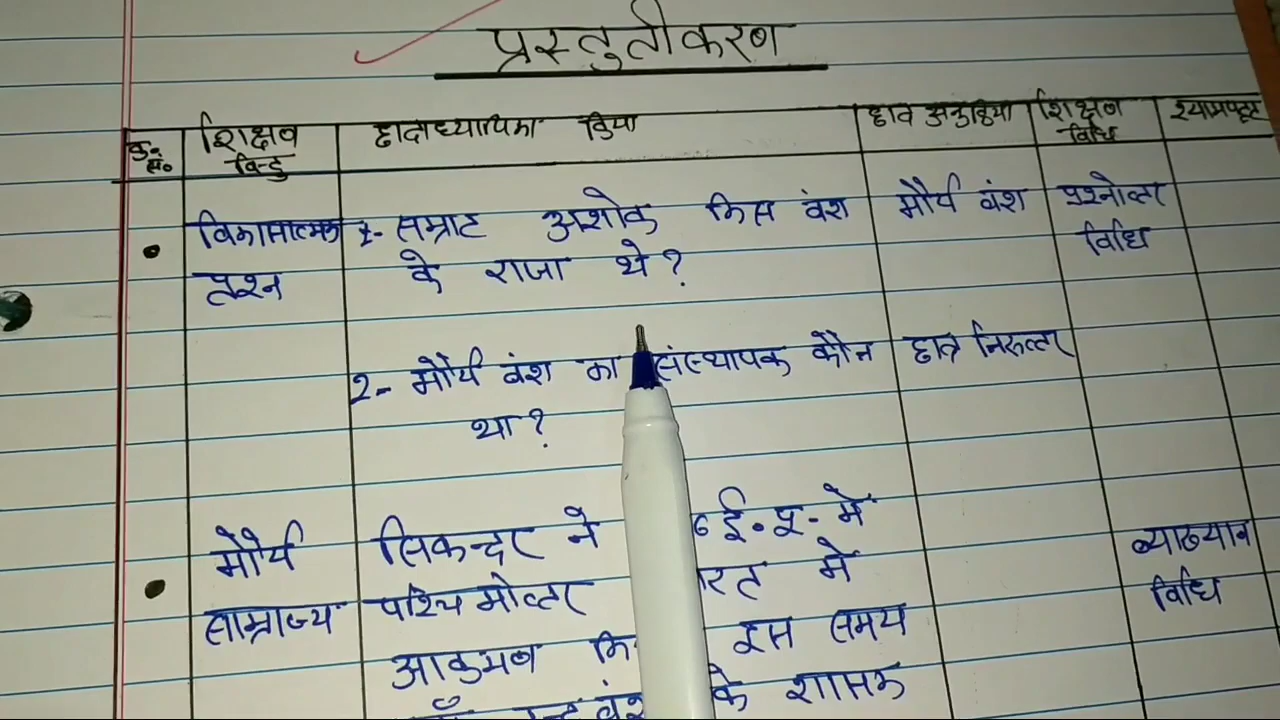 प्रस्तुतीकरण
क्र. सं. शिक्षण बिन्दु छात्राध्यापिका क्रिया छात्र अनुक्रिया शिक्षण विधि श्यामपट्ट
विकासात्मक 1- सम्राट अशोक किस वंश मौर्य वंश प्रश्नोत्तर
प्रश्न के राजा थे? विधि
2- मौर्य वंश का संस्थापक कौन छात्र निरुत्तर
था?
मौर्य सिकन्दर ने ई.पू. में व्याख्यान
साम्राज्य पश्चिमोत्तर में विधि
आक्रमण इस समय
के शासक